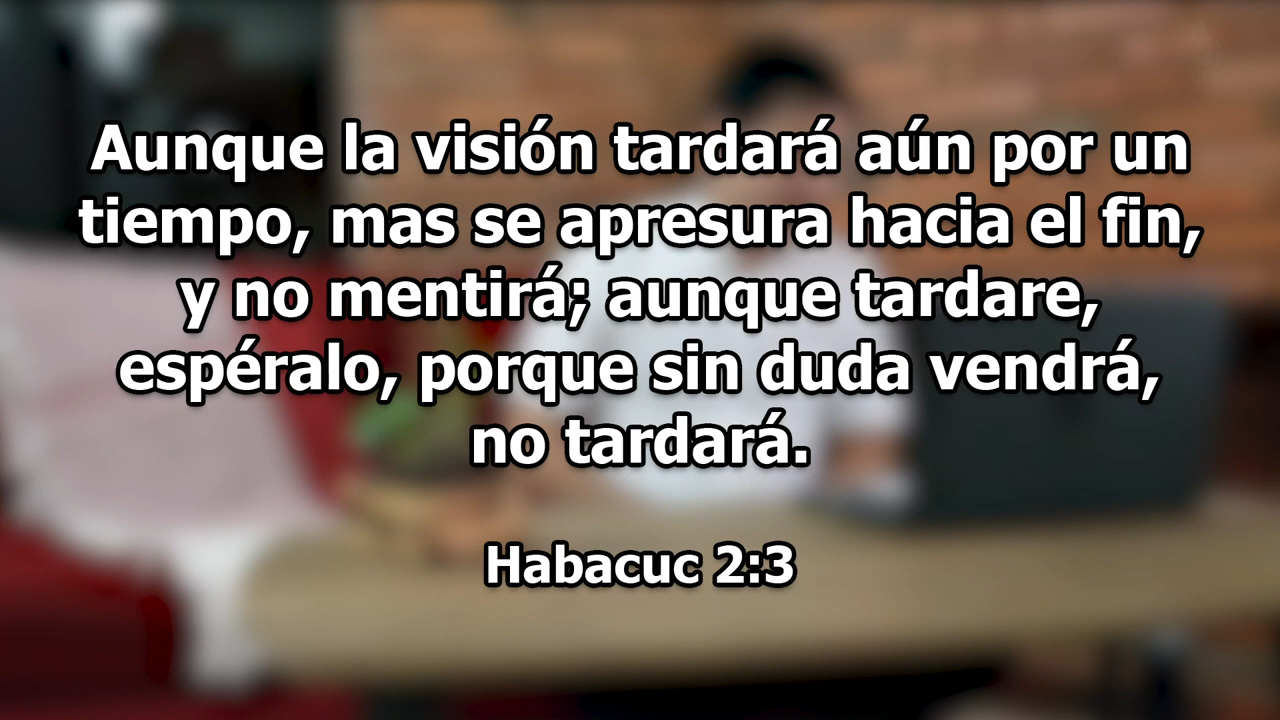 Aunque la visión tardará aún por un
tiempo, mas se apresura hacia el fin,
y no mentirá; aunque tardare,
espéralo, porque sin duda vendrá,
no tardará.
Habacuc 2:3